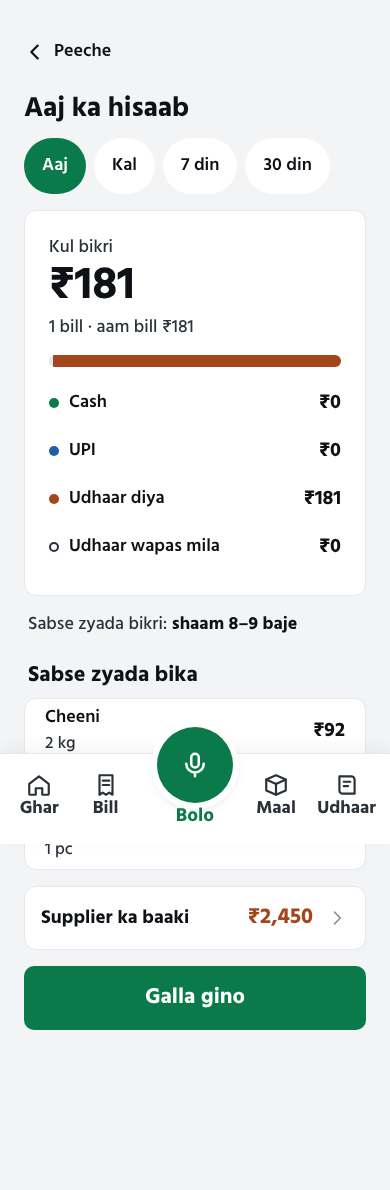 Peeche
Aaj ka hisaab
Aaj Kal 7 din 30 din
Kul bikri
₹181
1 bill · aam bill ₹181
Cash ₹0
UPI ₹0
Udhaar diya ₹181
Udhaar wapas mila ₹0
Sabse zyada bikri: shaam 8–9 baje
Sabse zyada bika
Cheeni ₹92
2 kg
Ghar Bill Bolo Maal Udhaar
1 pc
Supplier ka baaki ₹2,450
Galla gino